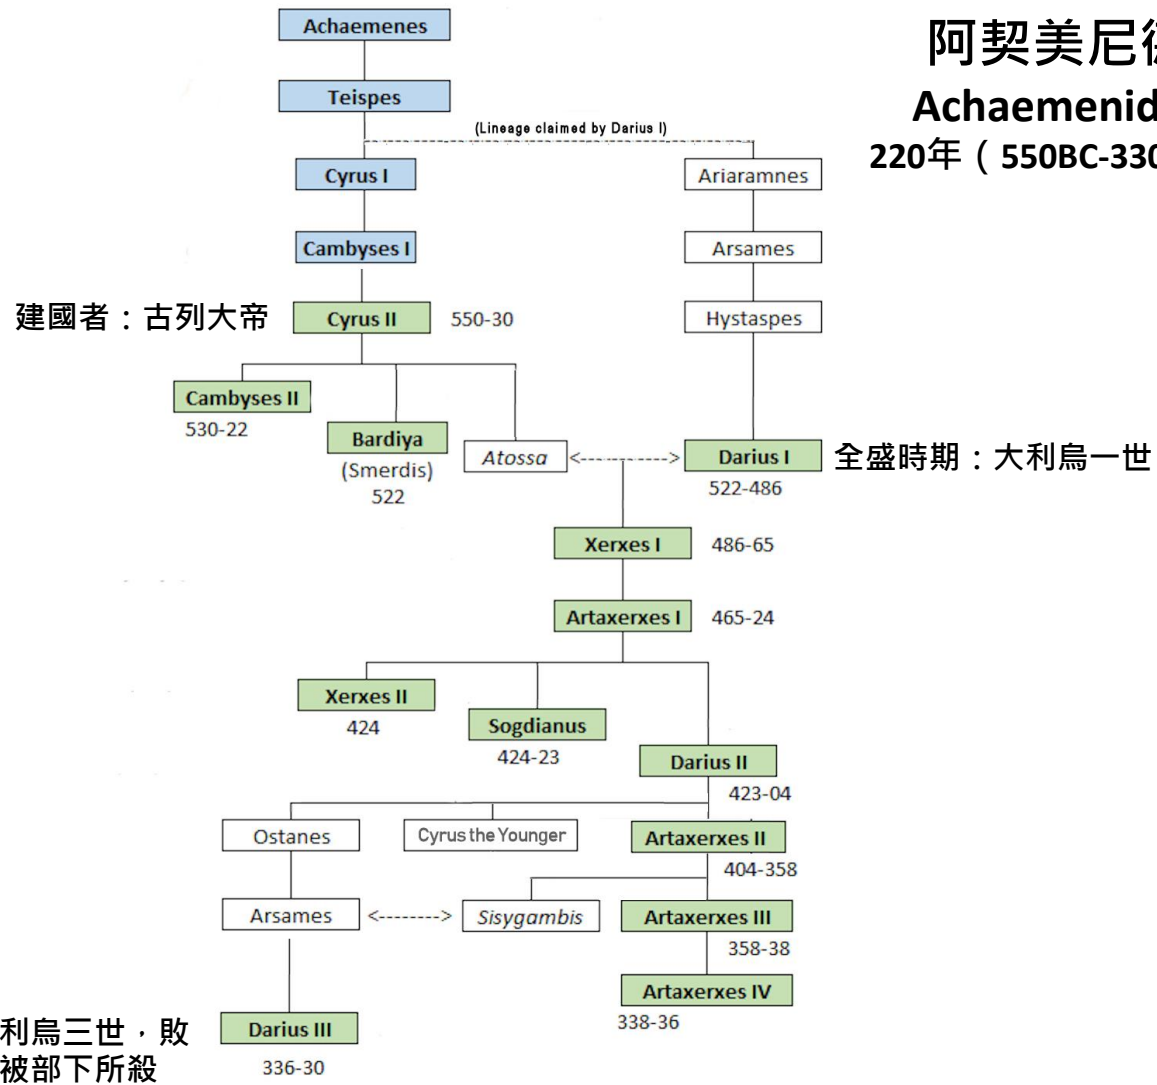 Achaemenes
阿契美尼
Achaemenid
220年（550BC-330
Teispes
(Lineage claimed by Darius I)
Cyrus I
Ariaramnes
Cambyses I
Arsames
建國者：古列大帝
Cyrus II
550-30
Hystaspes
Cambyses II
530-22
Bardiya
(Smerdis)
522
Atossa
<-------->
Darius I
522-486
全盛時期：大利烏一世
Xerxes I
486-65
Artaxerxes I
465-24
Xerxes II
424
Sogdianus
424-23
Darius II
423-04
Ostanes
Cyrus the Younger
Artaxerxes II
404-358
Arsames
<-------->
Sisygambis
Artaxerxes III
358-38
Artaxerxes IV
338-36
利烏三世，敗
被部下所殺
Darius III
336-30